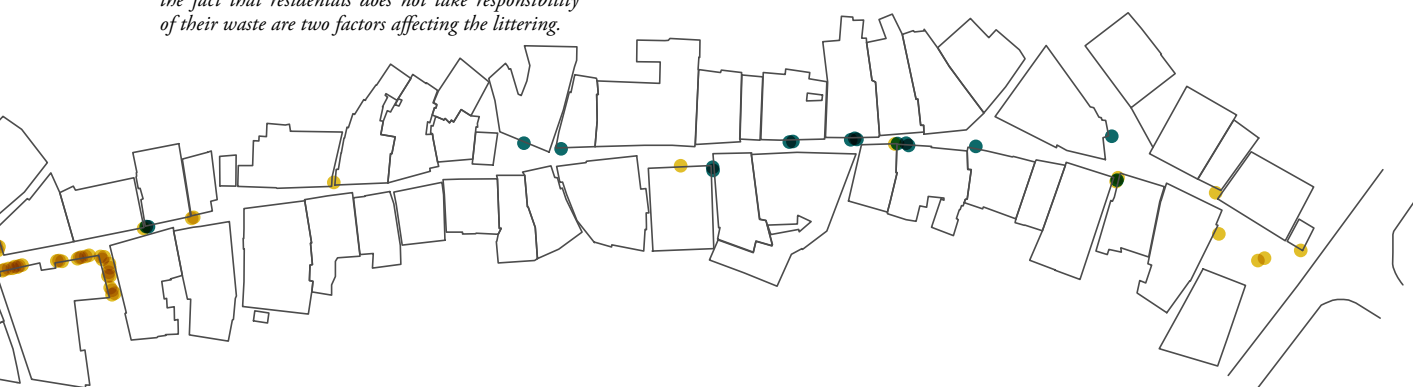 the fact that residentials does not take responsibility
of their waste are two factors affecting the littering.